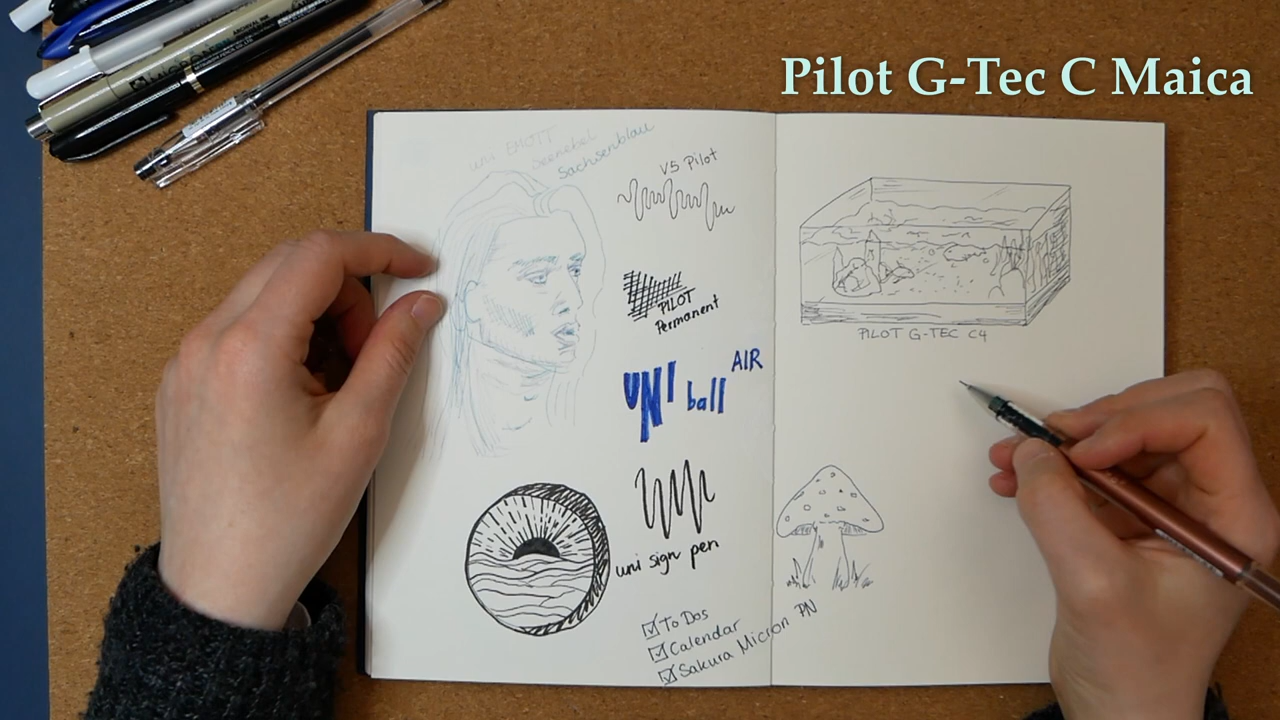 Pilot G-Tec C Maica
uni EMOTT
Seenebel
Sachsenblau
V5 Pilot
PILOT
Permanent
UNI ball AIR
uni sign pen
To Dos
Calendar
Sakura Micron PN
PILOT G-TEC C4